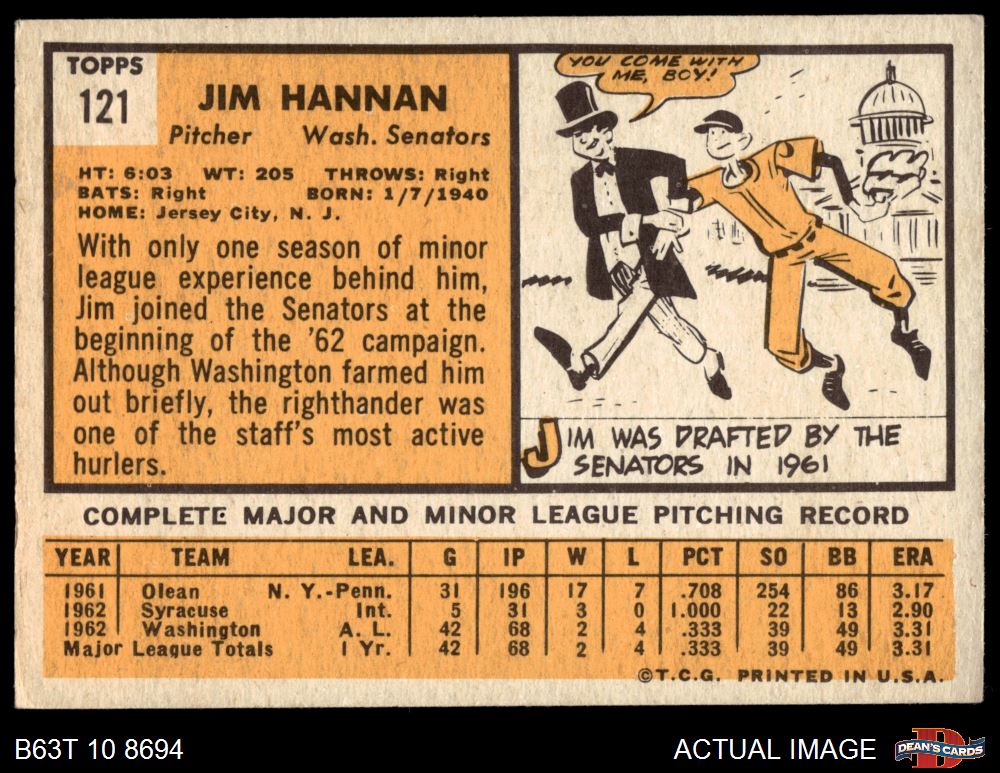 TOPPS
121
JIM HANNAN
Pitcher Wash. Senators
HT: 6:03 WT: 205 THROWS: Right
BATS: Right BORN: 1/7/1940
HOME: Jersey City, N. J.
With only one season of minor
league experience behind him,
Jim joined the Senators at the
beginning of the '62 campaign.
Although Washington farmed him
out briefly, the righthander was
one of the staff's most active
hurlers.
YOU COME WITH
ME, BOY!
JIM WAS DRAFTED BY THE
SENATORS IN 1961
COMPLETE MAJOR AND MINOR LEAGUE PITCHING RECORD
YEAR TEAM LEA. G IP W L PCT SO BB ERA
1961 Olean N. Y.-Penn. 31 196 17 7 .708 254 86 3.17
1962 Syracuse Int. 5 31 3 0 1.000 22 13 2.90
1962 Washington A. L. 42 68 2 4 .333 39 49 3.31
Major League Totals 1 Yr. 42 68 2 4 .333 39 49 3.31
©T.C.G. PRINTED IN U.S.A.
B63T 10 8694
ACTUAL IMAGE
D
DEAN'S CARDS